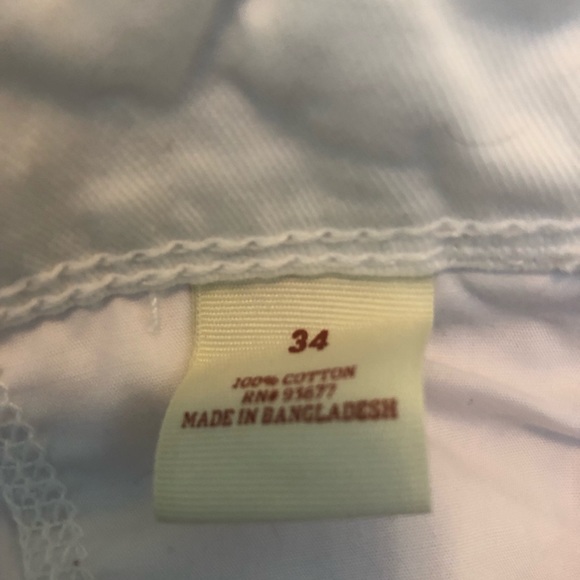 34
100% COTTON
RN# 93677
MADE IN BANGLADESH